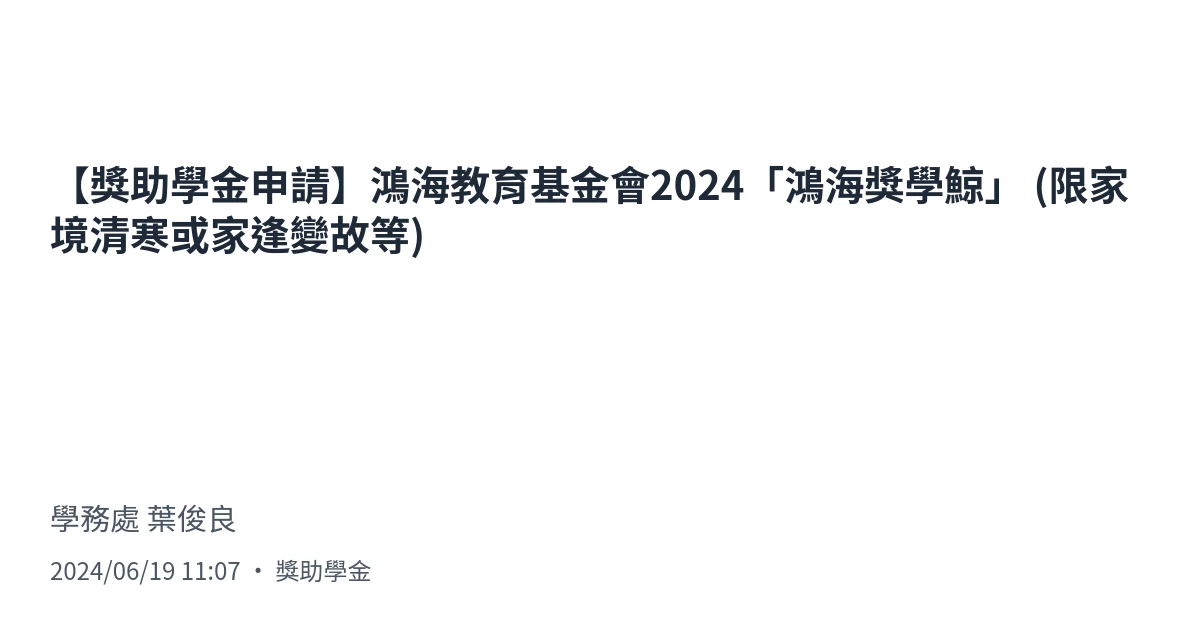 【獎助學金申請】鴻海教育基金會2024「鴻海獎學鯨」 (限家
境清寒或家逢變故等)
學務處 葉俊良
2024/06/19 11:07 ・ 獎助學金